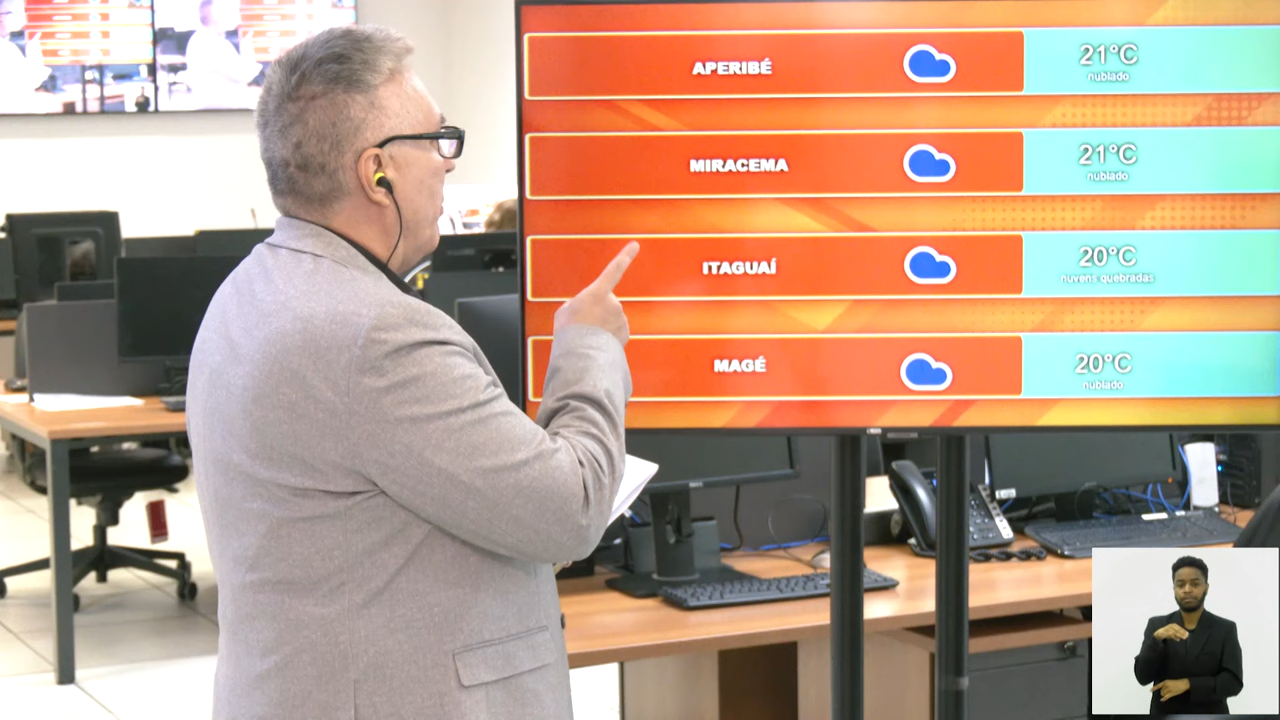 APERIBÉ
21°C
nublado
MIRACEMA
21°C
nublado
ITAGUAÍ
20°C
nuvens quebradas
MAGÉ
20°C
nublado